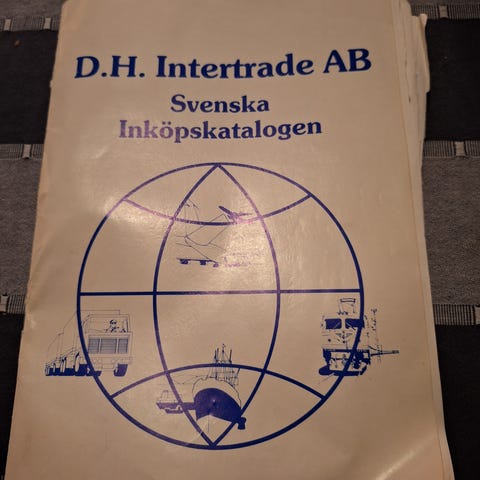 D.H. Intertrade AB
Svenska
Inköpskatalogen